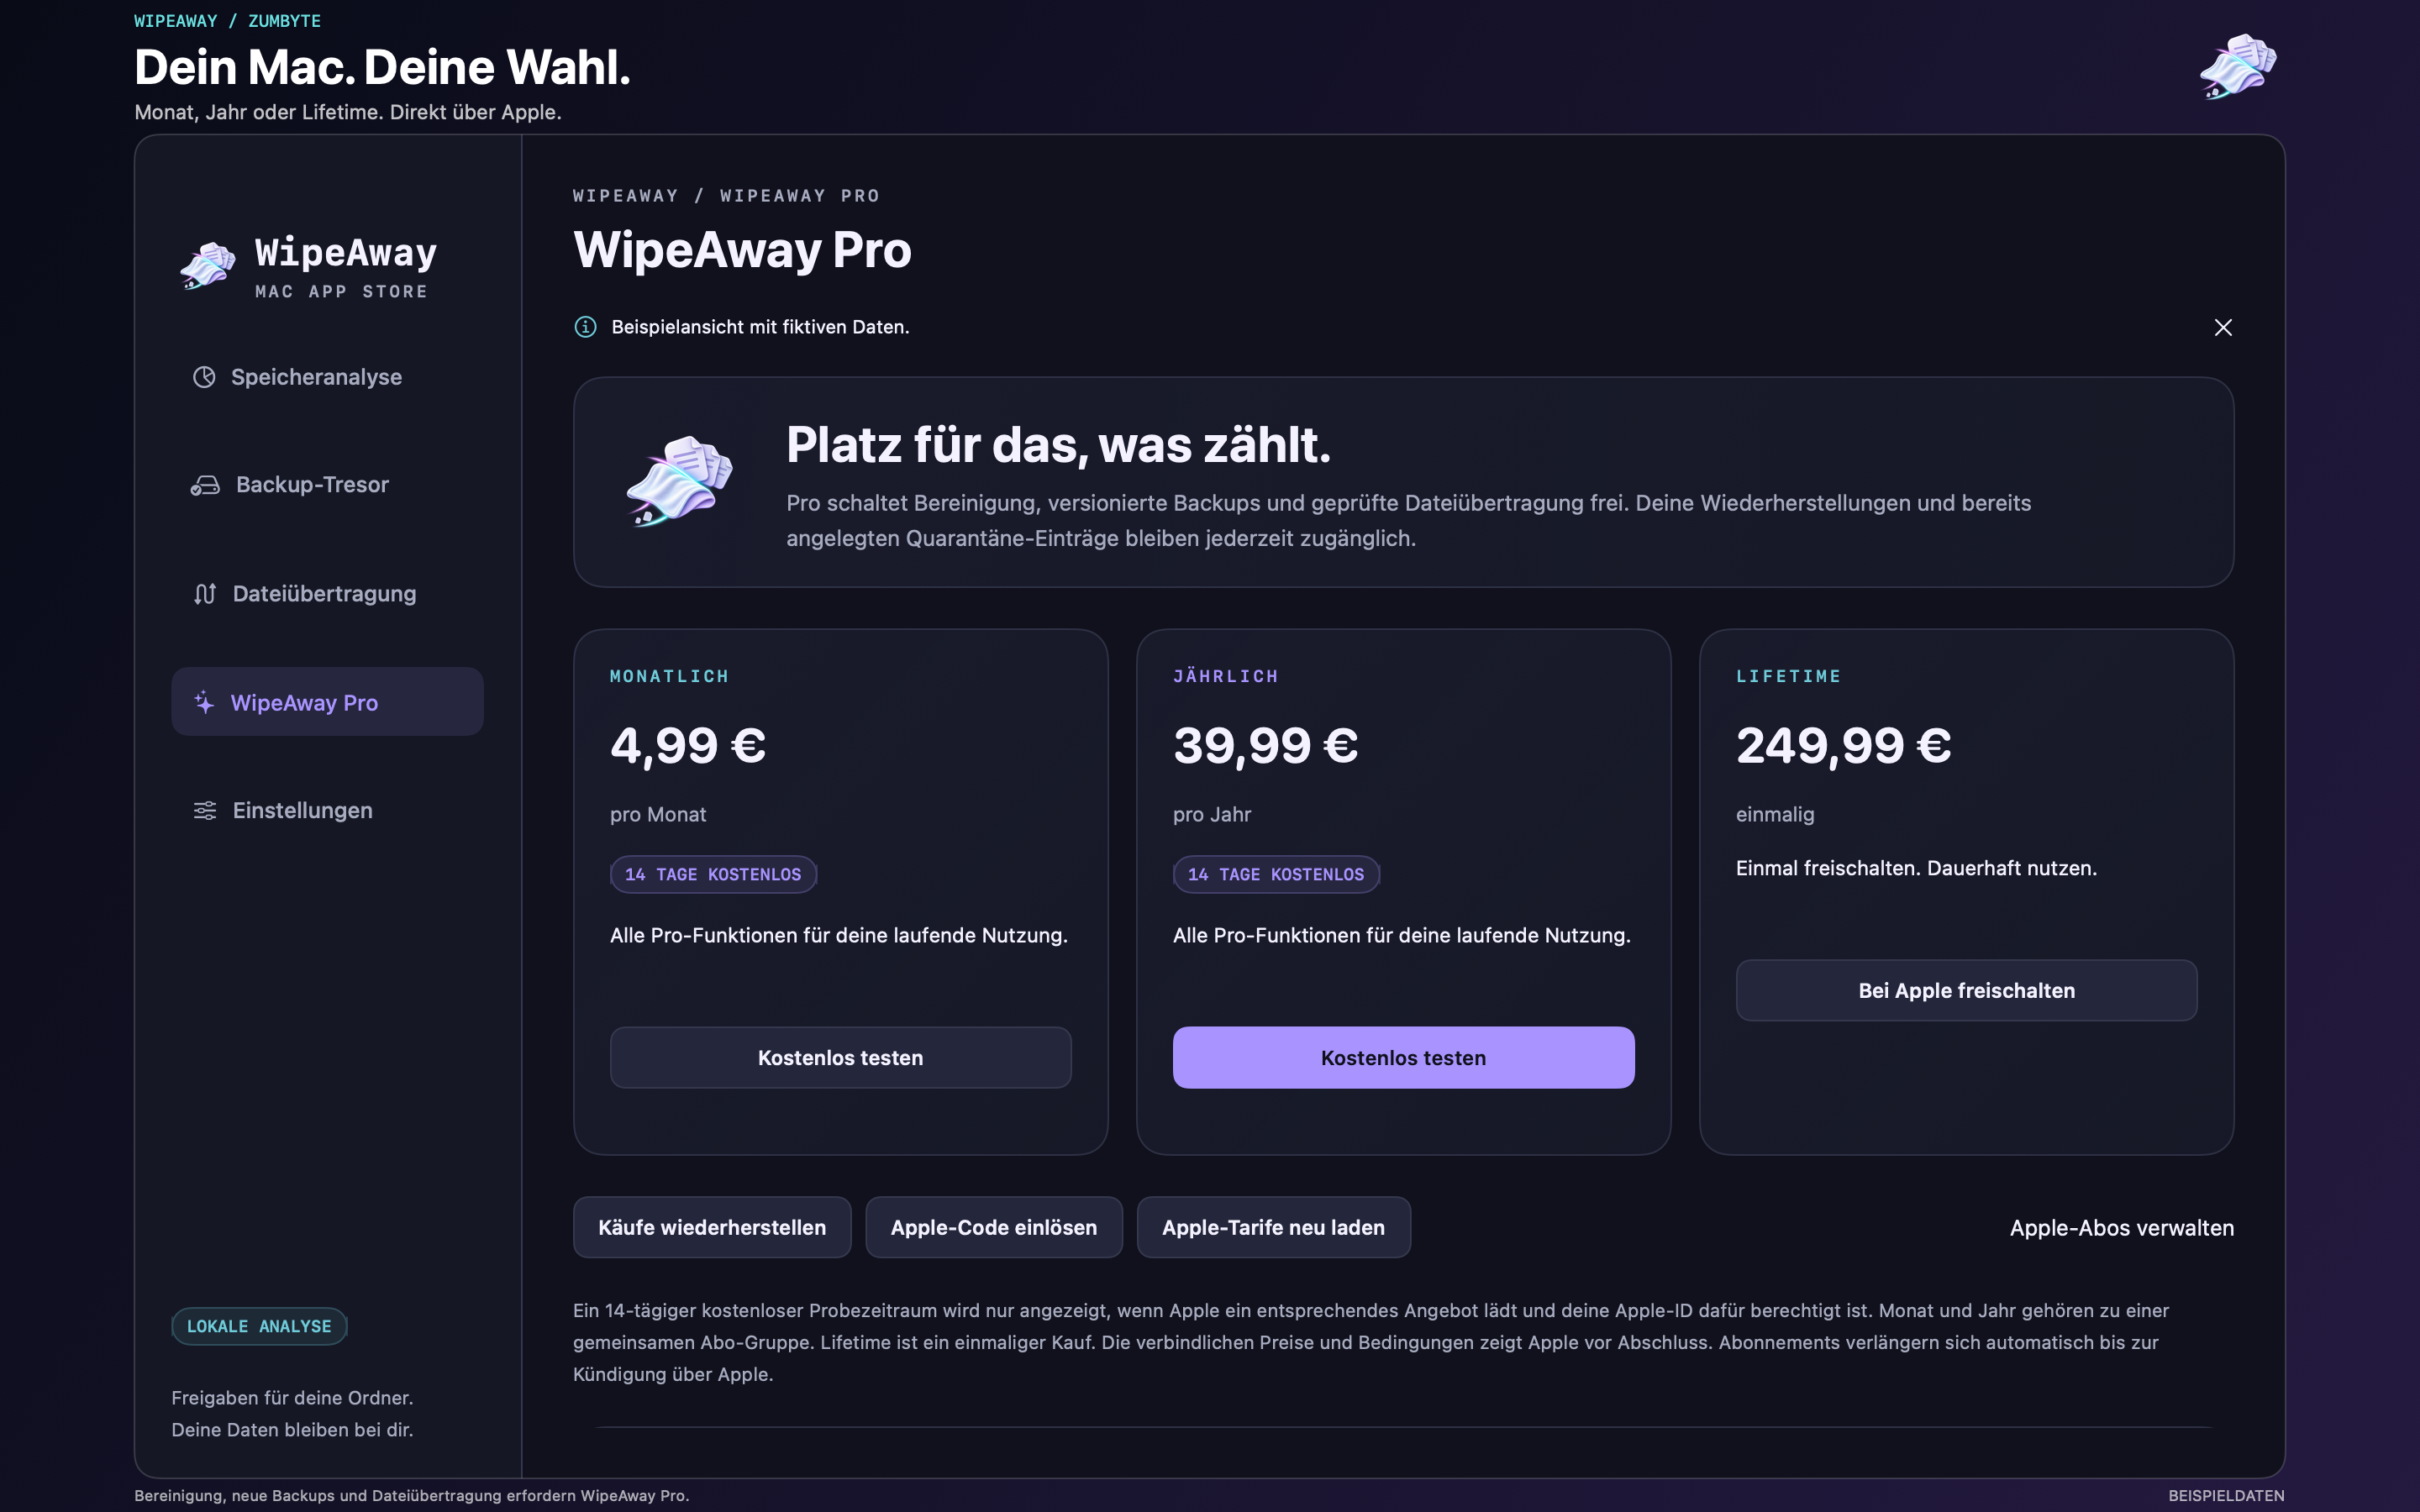 WIPEAWAY / ZUMBYTE
Dein Mac. Deine Wahl.
Monat, Jahr oder Lifetime. Direkt über Apple.
WipeAway
MAC APP STORE
Speicheranalyse
Backup-Tresor
Dateiübertragung
WipeAway Pro
Einstellungen
LOKALE ANALYSE
Freigaben für deine Ordner.
Deine Daten bleiben bei dir.
WIPEAWAY / WIPEAWAY PRO
WipeAway Pro
Beispielansicht mit fiktiven Daten.
Platz für das, was zählt.
Pro schaltet Bereinigung, versionierte Backups und geprüfte Dateiübertragung frei. Deine Wiederherstellungen und bereits
angelegten Quarantäne-Einträge bleiben jederzeit zugänglich.
MONATLICH
4,99 €
pro Monat
14 TAGE KOSTENLOS
Alle Pro-Funktionen für deine laufende Nutzung.
Kostenlos testen
JÄHRLICH
39,99 €
pro Jahr
14 TAGE KOSTENLOS
Alle Pro-Funktionen für deine laufende Nutzung.
Kostenlos testen
LIFETIME
249,99 €
einmalig
Einmal freischalten. Dauerhaft nutzen.
Bei Apple freischalten
Käufe wiederherstellen
Apple-Code einlösen
Apple-Tarife neu laden
Apple-Abos verwalten
Ein 14-tägiger kostenloser Probezeitraum wird nur angezeigt, wenn Apple ein entsprechendes Angebot lädt und deine Apple-ID dafür berechtigt ist. Monat und Jahr gehören zu einer
gemeinsamen Abo-Gruppe. Lifetime ist ein einmaliger Kauf. Die verbindlichen Preise und Bedingungen zeigt Apple vor Abschluss. Abonnements verlängern sich automatisch bis zur
Kündigung über Apple.
Bereinigung, neue Backups und Dateiübertragung erfordern WipeAway Pro.
BEISPIELDATEN